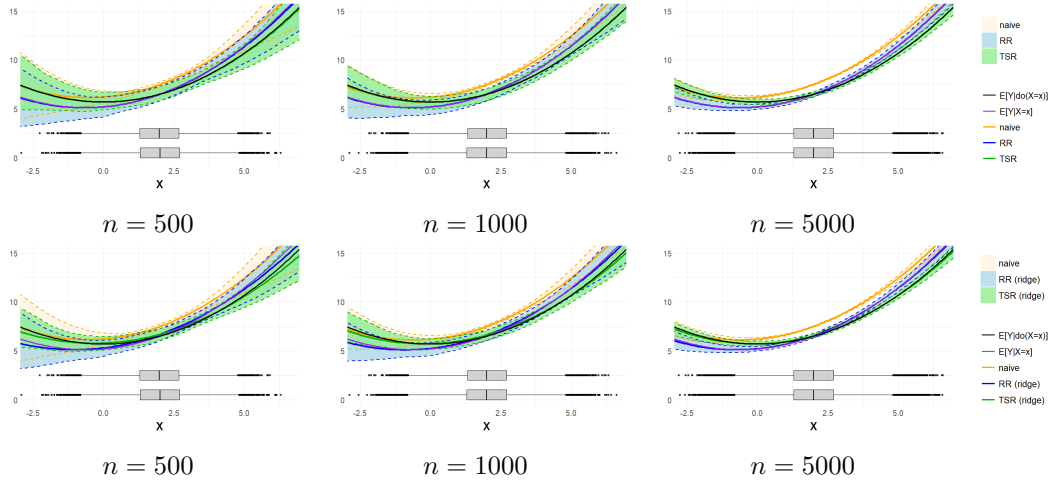 15
10
5
0
-2.5 0.0 2.5 5.0
X
15
10
5
0
-2.5 0.0 2.5 5.0
X
15
10
5
0
-2.5 0.0 2.5 5.0
X
naive
RR
TSR
E[Y|do(X=x)]
E[Y|X=x]
naive
RR
TSR
n = 500
n = 1000
n = 5000
15
10
5
0
-2.5 0.0 2.5 5.0
X
15
10
5
0
-2.5 0.0 2.5 5.0
X
15
10
5
0
-2.5 0.0 2.5 5.0
X
naive
RR (ridge)
TSR (ridge)
E[Y|do(X=x)]
E[Y|X=x]
naive
RR (ridge)
TSR (ridge)
n = 500
n = 1000
n = 5000